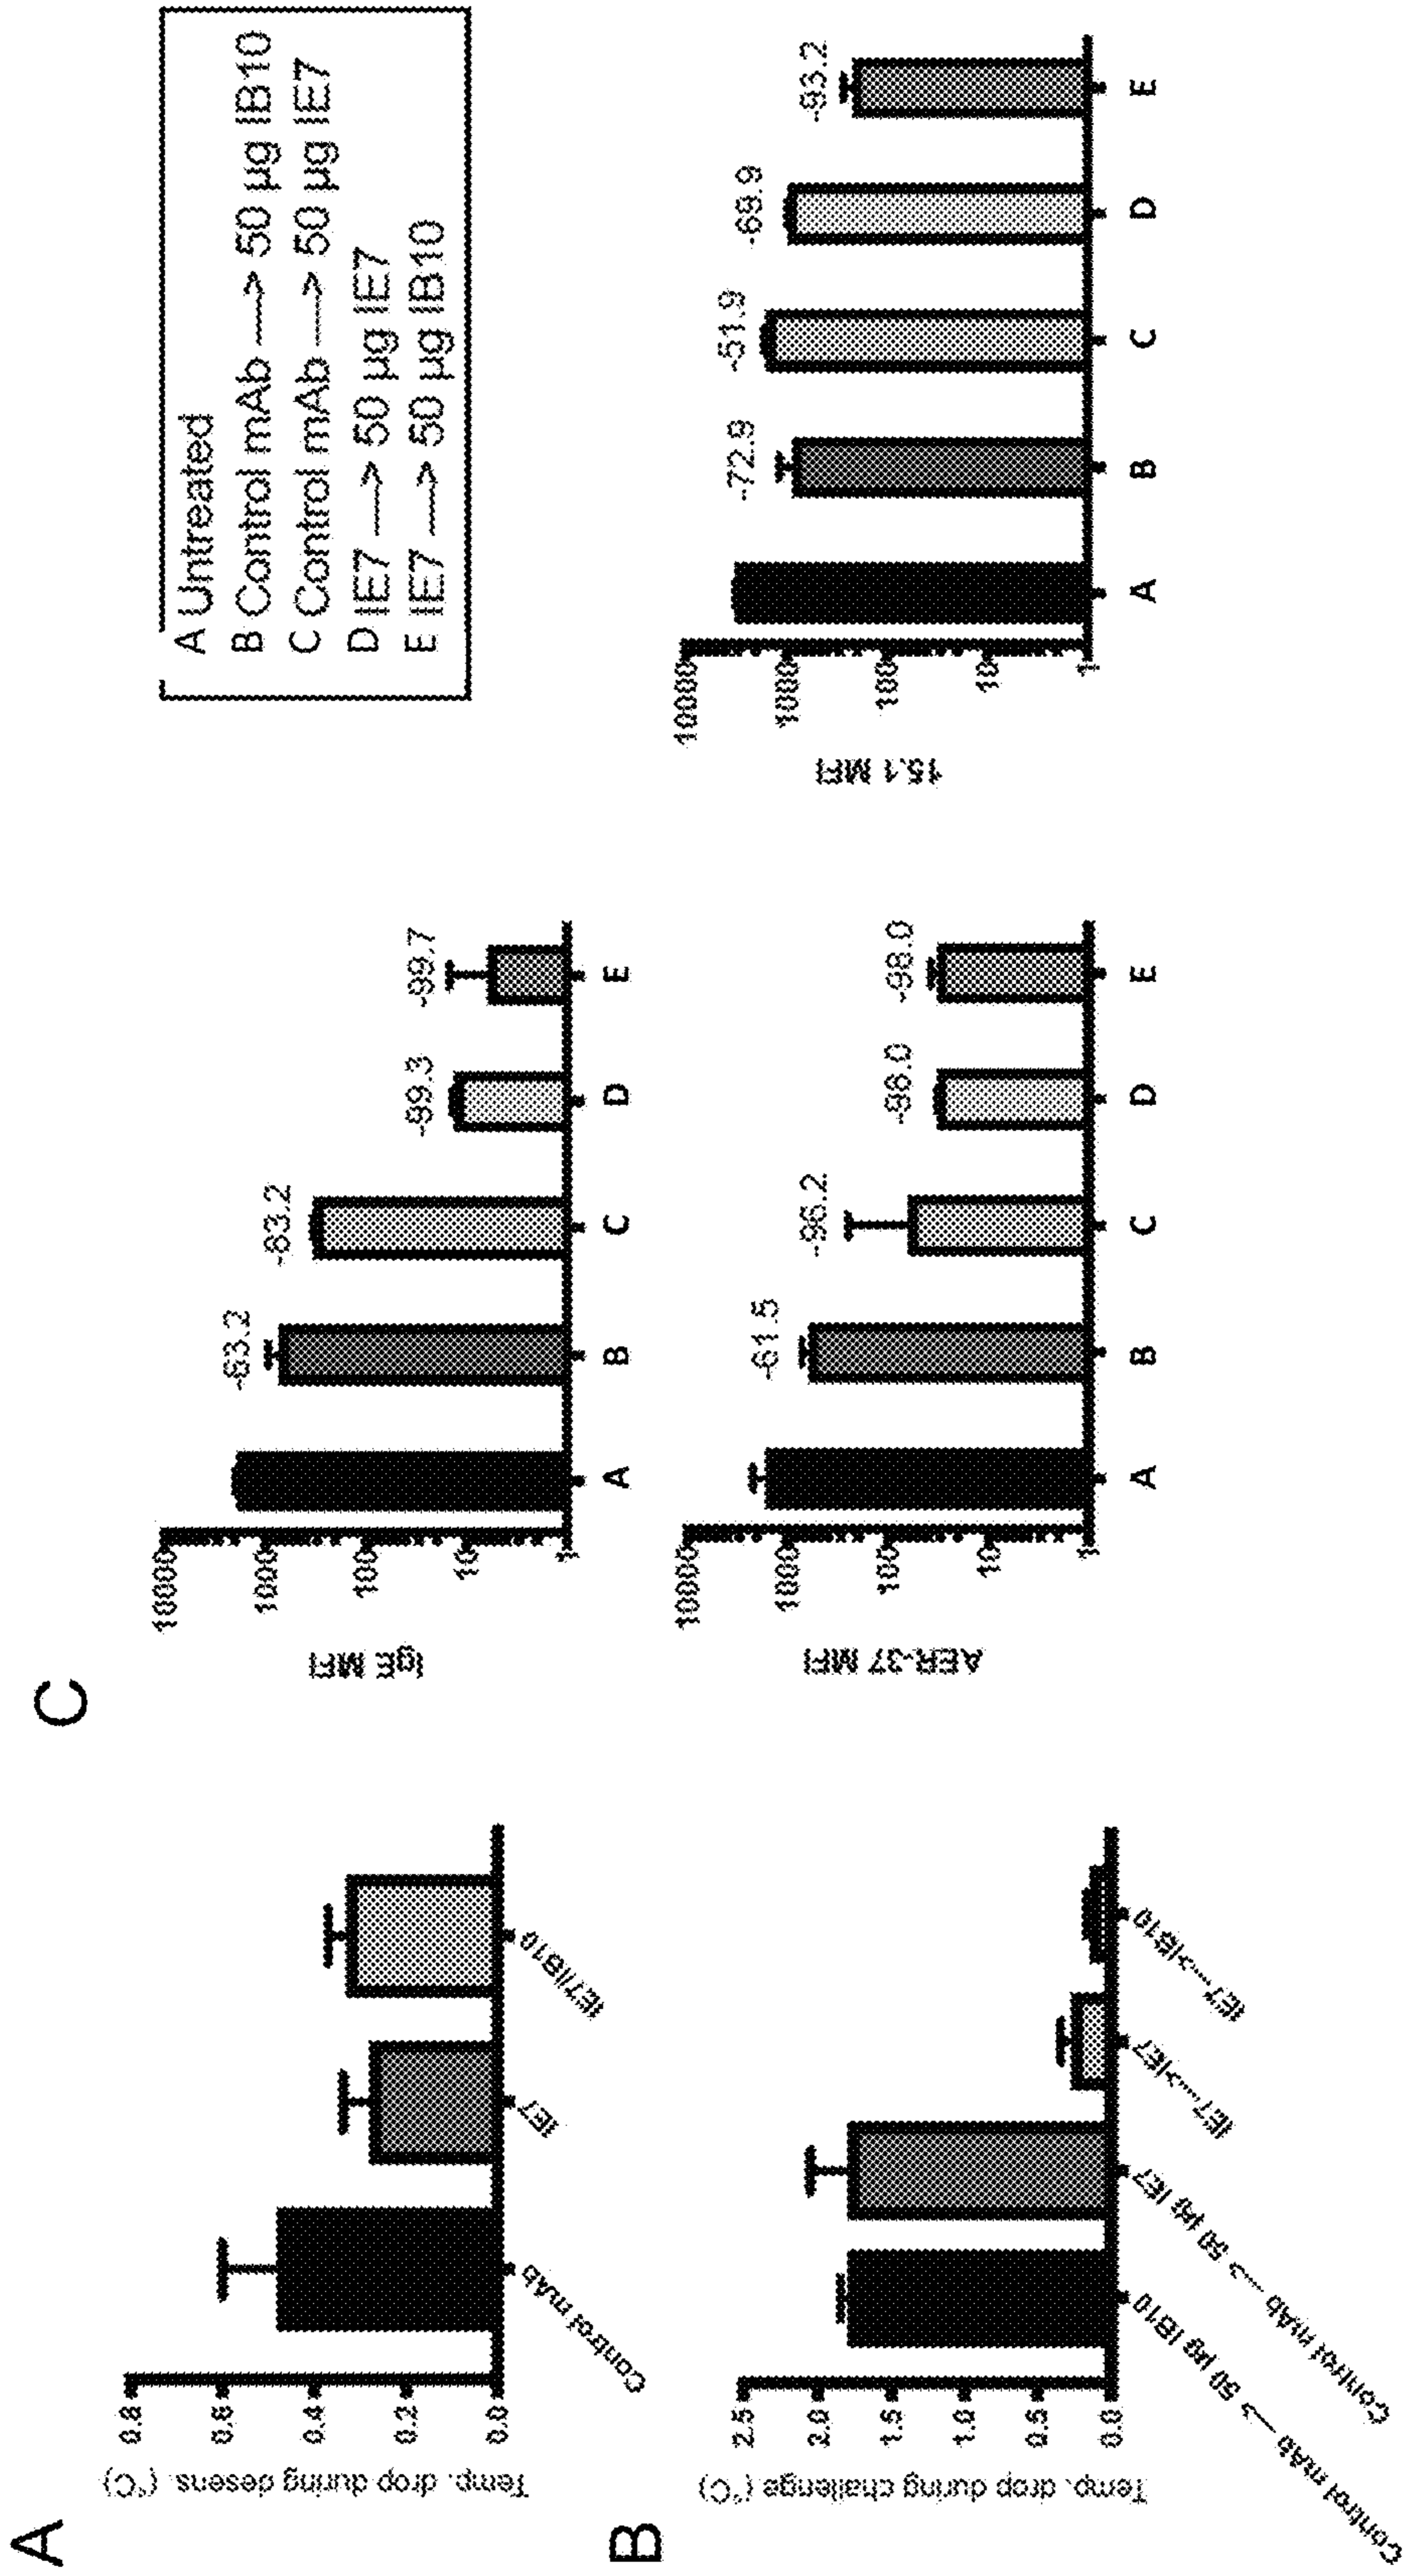 A
Temp. drop during desens. (°C)
0.8
0.6
0.4
0.2
0.0
Control mAb
IE7
IE7/IB10
B
Temp. drop during challenge (°C)
2.5
2.0
1.5
1.0
0.5
0.0
Control mAb ---> 50 µg IB10
Control mAb ---> 50 µg IE7
IE7--->IE7
IE7--->IB10
C
IgE MFI
10000
1000
100
10
1
-63.2
-83.2
-99.3
-99.7
A B C D E
A Untreated
B Control mAb ---> 50 µg IB10
C Control mAb ---> 50 µg IE7
D IE7 ---> 50 µg IE7
E IE7 ---> 50 µg IB10
AER-37 MFI
10000
1000
100
10
1
-61.5
-96.2
-98.0
-98.0
A B C D E
15.1 MFI
10000
1000
100
10
1
-72.9
-51.9
-69.9
-93.2
A B C D E